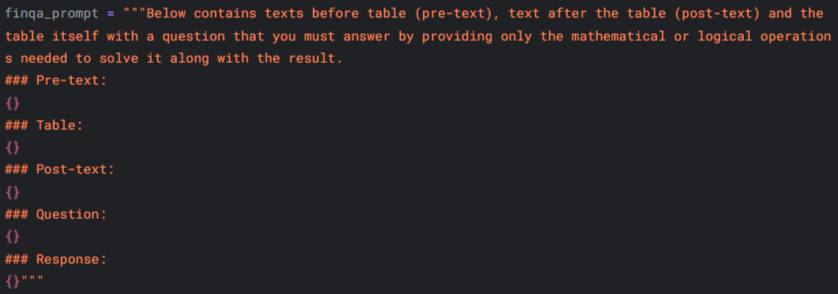 finqa_prompt = """Below contains texts before table (pre-text), text after the table (post-text) and the
table itself with a question that you must answer by providing only the mathematical or logical operation
s needed to solve it along with the result.
### Pre-text:
{}
### Table:
{}
### Post-text:
{}
### Question:
{}
### Response:
{}"""